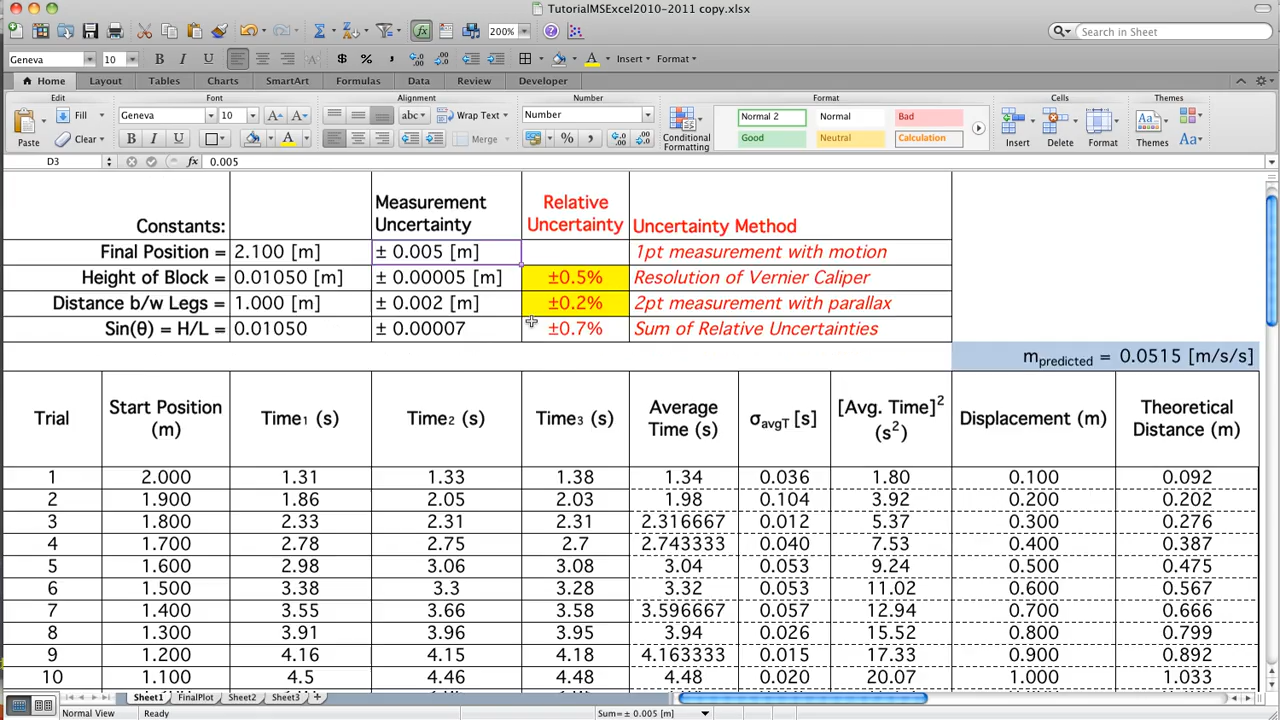 TutorialMSExcel2010-2011 copy.xlsx
200%
Search in Sheet
Geneva 10 B I U $ % , Insert Format
Home Layout Tables Charts SmartArt Formulas Data Review Developer
Edit Font Alignment Number Format Cells Themes
Fill Geneva 10 A A abc Wrap Text Number Normal 2 Normal Bad
Paste Clear B I U A Merge % , Conditional Formatting Good Neutral Calculation Insert Delete Format Themes Aa
D3 fx 0.005
Constants: Measurement Uncertainty Relative Uncertainty Uncertainty Method
Final Position = 2.100 [m] ± 0.005 [m] 1pt measurement with motion
Height of Block = 0.01050 [m] ± 0.00005 [m] ±0.5% Resolution of Vernier Caliper
Distance b/w Legs = 1.000 [m] ± 0.002 [m] ±0.2% 2pt measurement with parallax
Sin(θ) = H/L = 0.01050 ± 0.00007 ±0.7% Sum of Relative Uncertainties
mpredicted = 0.0515 [m/s/s]
Trial Start Position (m) Time1 (s) Time2 (s) Time3 (s) Average Time (s) σavgT [s] [Avg. Time]² (s²) Displacement (m) Theoretical Distance (m)
1 2.000 1.31 1.33 1.38 1.34 0.036 1.80 0.100 0.092
2 1.900 1.86 2.05 2.03 1.98 0.104 3.92 0.200 0.202
3 1.800 2.33 2.31 2.31 2.316667 0.012 5.37 0.300 0.276
4 1.700 2.78 2.75 2.7 2.743333 0.040 7.53 0.400 0.387
5 1.600 2.98 3.06 3.08 3.04 0.053 9.24 0.500 0.475
6 1.500 3.38 3.3 3.28 3.32 0.053 11.02 0.600 0.567
7 1.400 3.55 3.66 3.58 3.596667 0.057 12.94 0.700 0.666
8 1.300 3.91 3.96 3.95 3.94 0.026 15.52 0.800 0.799
9 1.200 4.16 4.15 4.18 4.163333 0.015 17.33 0.900 0.892
10 1.100 4.5 4.46 4.48 4.48 0.020 20.07 1.000 1.033
Sheet1 FinalPlot Sheet2 Sheet3 +
Normal View Ready Sum=± 0.005 [m]